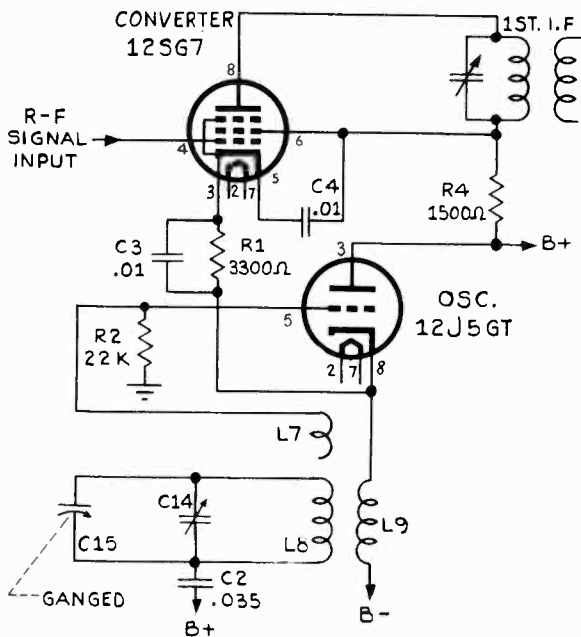 CONVERTER
12SG7
1ST. I.F
8
R-F
SIGNAL
INPUT
4
6
3
2
7
5
C4
.01
R4
1500Ω
C3
.01
R1
3300Ω
B+
3
OSC.
12J5GT
5
R2
22K
2
7
8
L7
C14
C15
L8
L9
C2
.035
GANGED
B+
B-